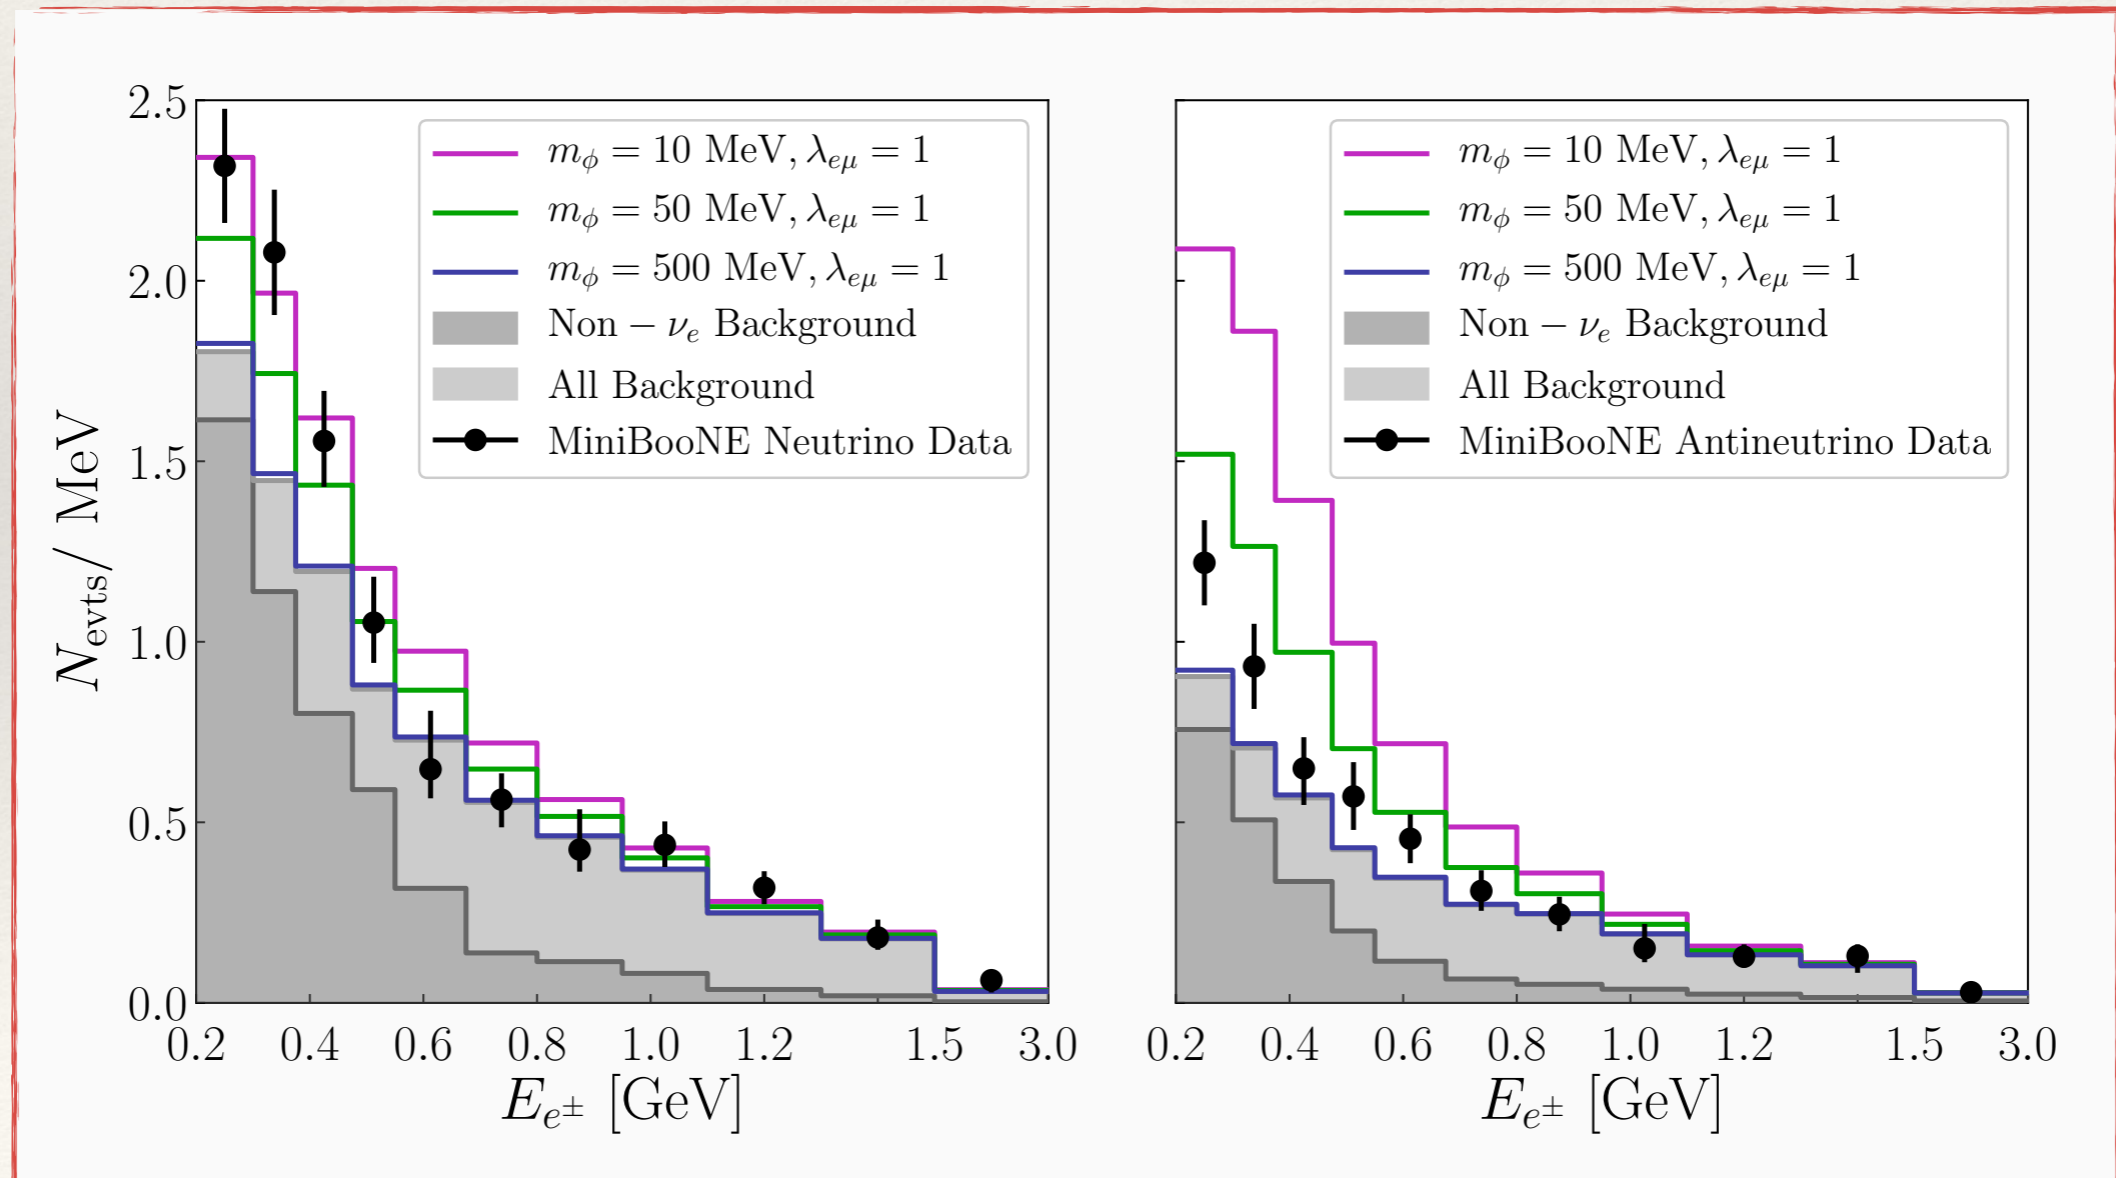 2.5
2.0
1.5
1.0
0.5
0.0
N_evts/ MeV
m_ϕ = 10 MeV, λ_eμ = 1
m_ϕ = 50 MeV, λ_eμ = 1
m_ϕ = 500 MeV, λ_eμ = 1
Non − ν_e Background
All Background
MiniBooNE Neutrino Data
0.2 0.4 0.6 0.8 1.0 1.2 1.5 3.0
E_e± [GeV]
m_ϕ = 10 MeV, λ_eμ = 1
m_ϕ = 50 MeV, λ_eμ = 1
m_ϕ = 500 MeV, λ_eμ = 1
Non − ν_e Background
All Background
MiniBooNE Antineutrino Data
0.2 0.4 0.6 0.8 1.0 1.2 1.5 3.0
E_e± [GeV]